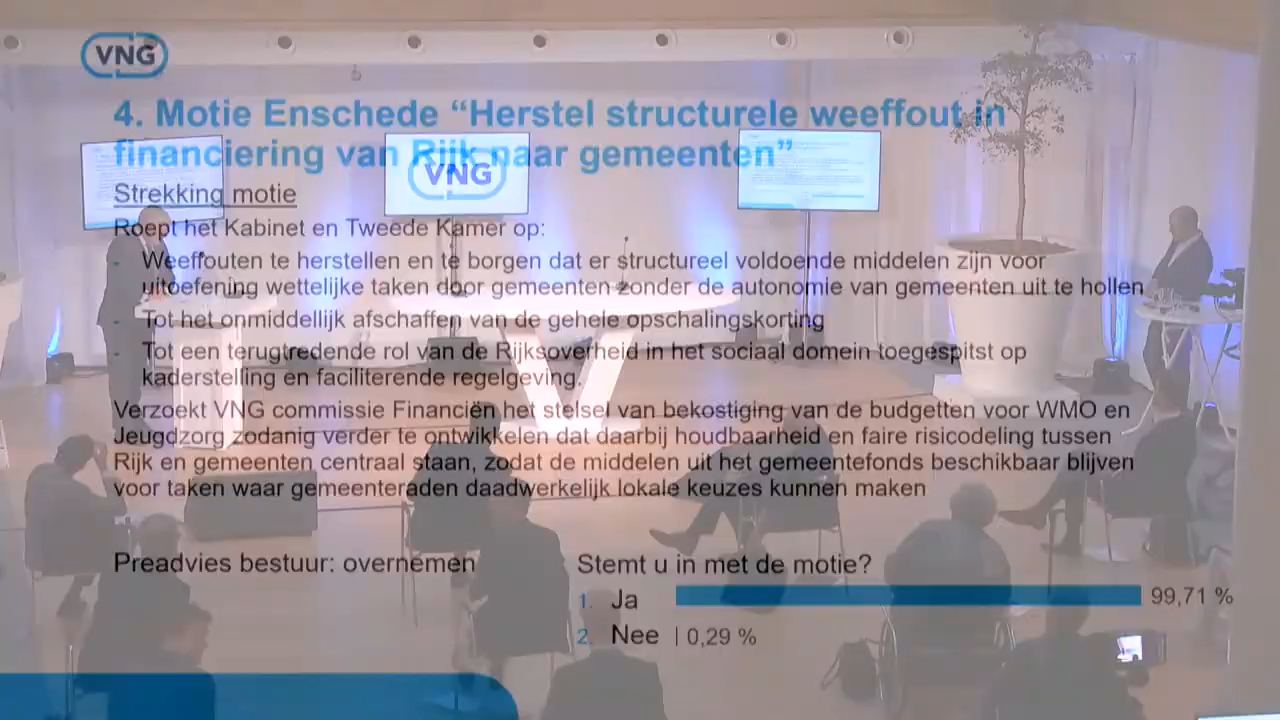 VNG
4. Motie Enschede “Herstel structurele weeffout in
financiering van Rijk naar gemeenten”
VNG
Strekking motie
Roept het Kabinet en Tweede Kamer op:
- Weeffouten te herstellen en te borgen dat er structureel voldoende middelen zijn voor
uitoefening wettelijke taken door gemeenten zonder de autonomie van gemeenten uit te hollen
- Tot het onmiddellijk afschaffen van de gehele opschalingskorting
- Tot een terugtredende rol van de Rijksoverheid in het sociaal domein toegespitst op
kaderstelling en faciliterende regelgeving.
Verzoekt VNG commissie Financiën het stelsel van bekostiging van de budgetten voor WMO en
Jeugdzorg zodanig verder te ontwikkelen dat daarbij houdbaarheid en faire risicodeling tussen
Rijk en gemeenten centraal staan, zodat de middelen uit het gemeentefonds beschikbaar blijven
voor taken waar gemeenteraden daadwerkelijk lokale keuzes kunnen maken
Preadvies bestuur: overnemen
Stemt u in met de motie?
1. Ja 99,71 %
2. Nee 0,29 %